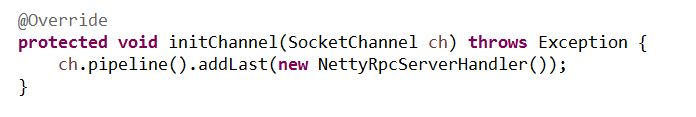 @Override
protected void initChannel(SocketChannel ch) throws Exception {
    ch.pipeline().addLast(new NettyRpcServerHandler());
}